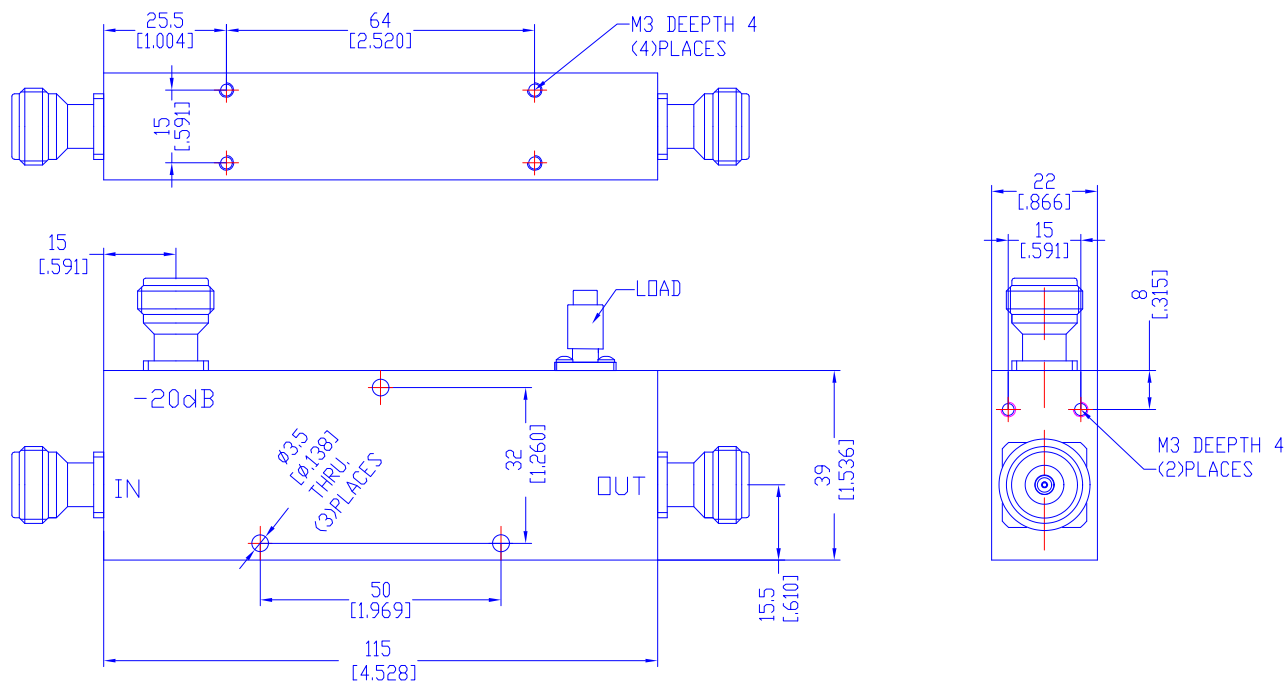 25.5
[1.004]
64
[2.520]
M3 DEEPTH 4
(4)PLACES
15
[.591]
15
[.591]
LOAD
-20dB
IN
OUT
Ø3.5
[Ø.138]
THRU.
(3)PLACES
32
[1.260]
39
[1.536]
15.5
[.610]
50
[1.969]
115
[4.528]
22
[.866]
15
[.591]
8
[.315]
M3 DEEPTH 4
(2)PLACES